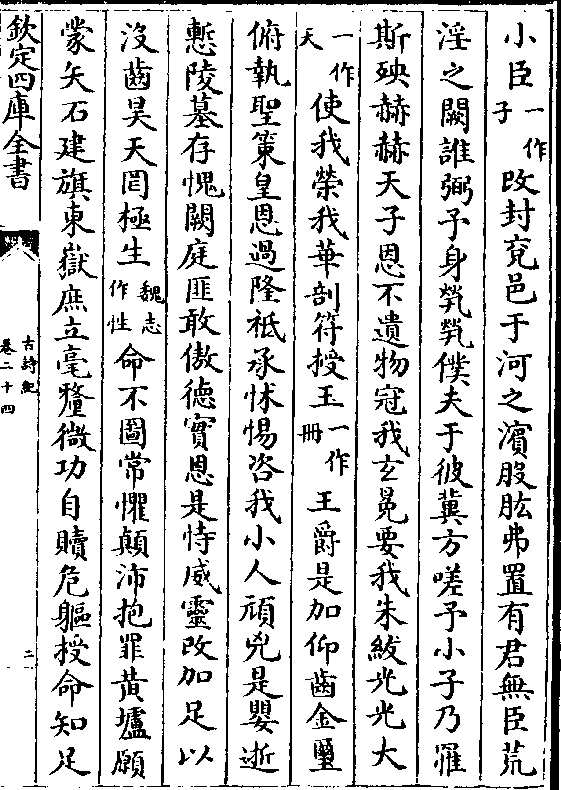 小臣一作子改封兗邑于河之濵股肱弗置有君無臣荒
淫之闕誰弼予身煢煢僕夫于彼冀方嗟予小子乃罹
斯殃赫赫天子恩不遺物冠我玄冕要我朱紱光光大
一作天使我榮我華剖符授玉一作冊王爵是加仰齒金璽
俯執聖策皇恩過隆祗承怵惕咨我小人頑兇是嬰逝
慙陵墓存愧闕庭匪敢傲德實恩是恃威靈改加足以
沒齒昊天罔極生魏志作性命不圖常懼顛沛抱罪黃壚願
蒙矢石建旗東嶽庶立毫釐微功自贖危軀授命知足
欽定四庫全書
古詩紀
卷二十四
二